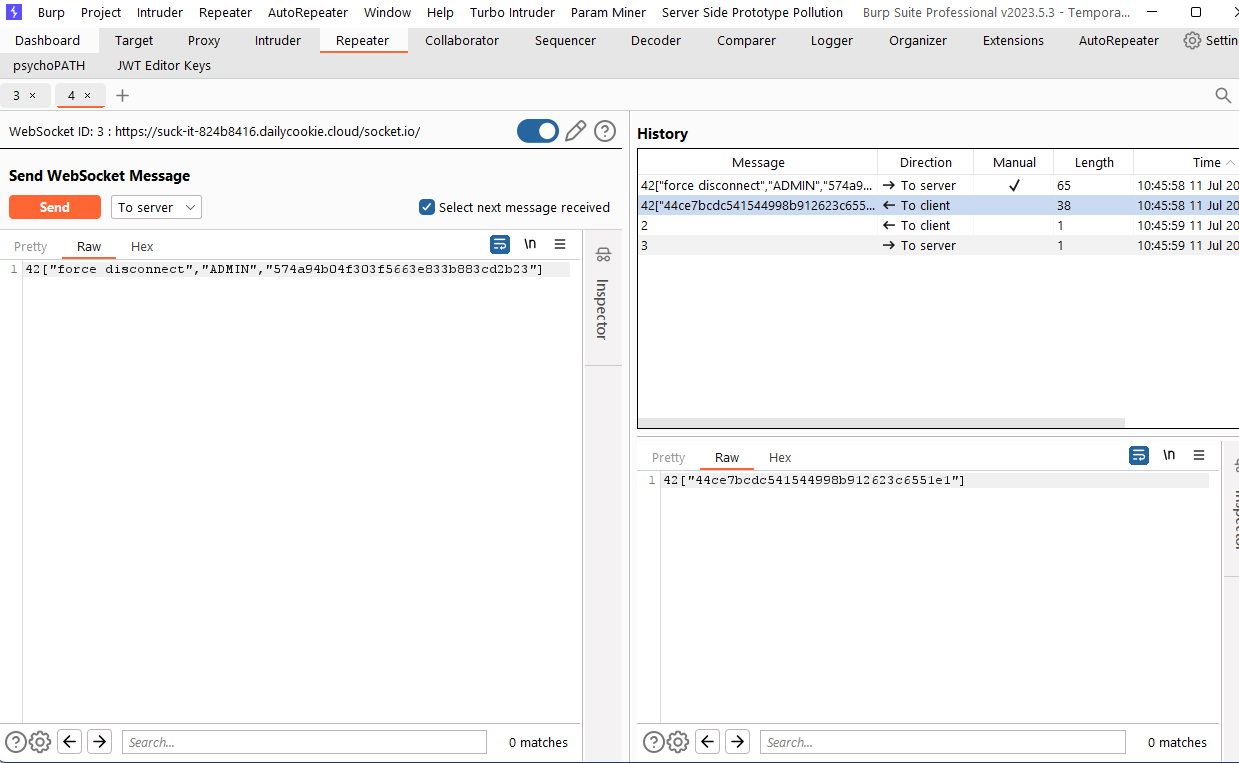 Burp Project Intruder Repeater AutoRepeater Window Help Turbo Intruder Param Miner Server Side Prototype Pollution Burp Suite Professional v2023.5.3 - Tempora...
Dashboard Target Proxy Intruder Repeater Collaborator Sequencer Decoder Comparer Logger Organizer Extensions AutoRepeater Settin
psychoPATH JWT Editor Keys
3 × 4 × +
WebSocket ID: 3 : https://suck-it-824b8416.dailycookie.cloud/socket.io/
Send WebSocket Message
Send To server Select next message received
Pretty Raw Hex \n
1 42["force disconnect","ADMIN","574a94b04f303f5663e833b883cd2b23"]
Inspector
Search... 0 matches
History
Message Direction Manual Length Time
42["force disconnect","ADMIN","574a9... → To server ✓ 65 10:45:58 11 Jul 20
42["44ce7bcdc541544998b912623c655... ← To client 38 10:45:58 11 Jul 20
2 ← To client 1 10:45:59 11 Jul 20
3 → To server 1 10:45:59 11 Jul 20
Pretty Raw Hex \n
1 42["44ce7bcdc541544998b912623c6551e1"]
Inspector
Search... 0 matches